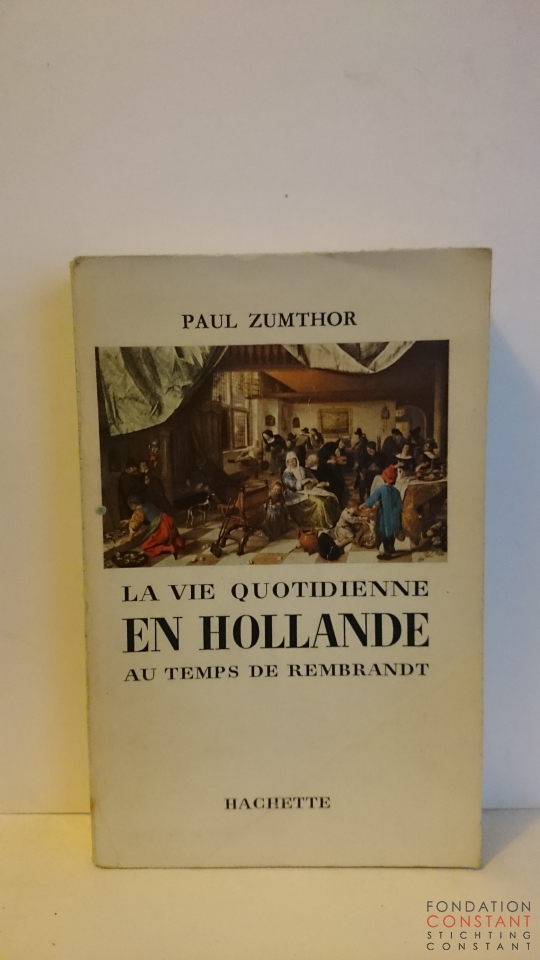 PAUL ZUMTHOR
LA VIE QUOTIDIENNE
EN HOLLANDE
AU TEMPS DE REMBRANDT
HACHETTE
FONDATION
CONSTANT
STICHTING
CONSTANT